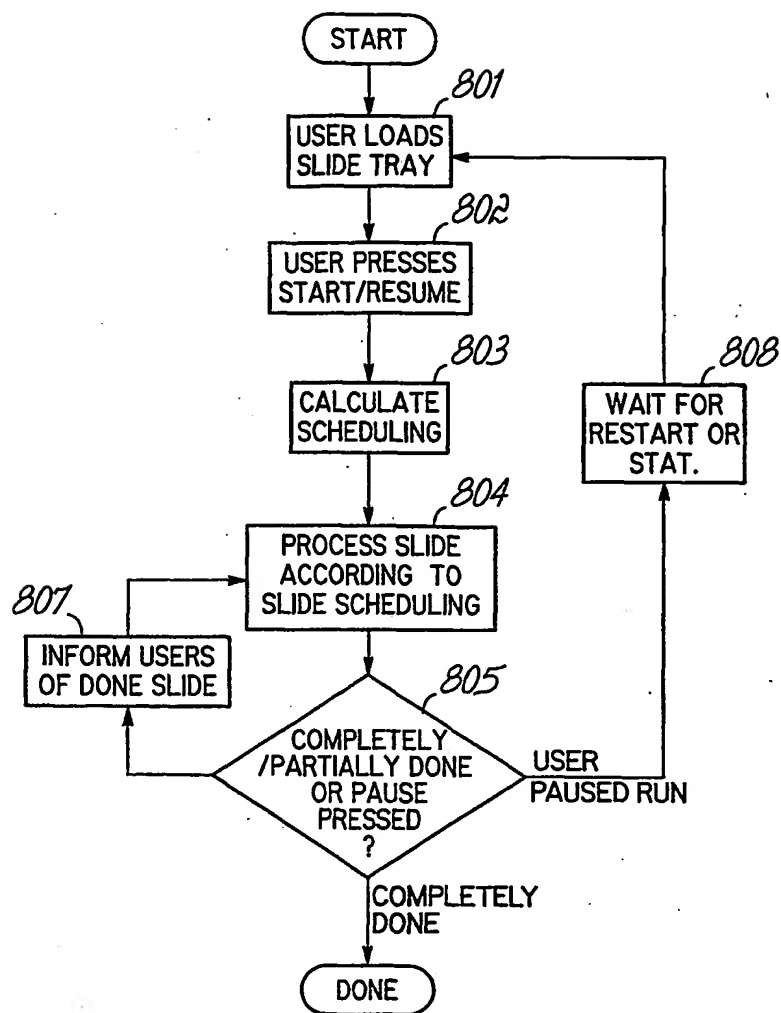 START
801
USER LOADS
SLIDE TRAY
802
USER PRESSES
START/RESUME
803
CALCULATE
SCHEDULING
808
WAIT FOR
RESTART OR
STAT.
804
PROCESS SLIDE
ACCORDING TO
SLIDE SCHEDULING
807
INFORM USERS
OF DONE SLIDE
805
COMPLETELY
/PARTIALLY DONE
OR PAUSE
PRESSED
?
USER
PAUSED RUN
COMPLETELY
DONE
DONE